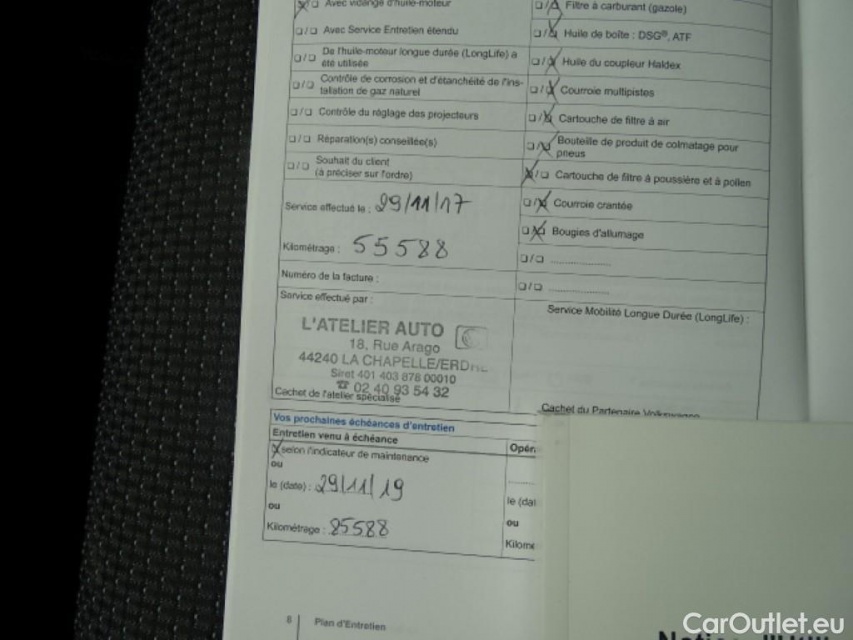 Avec vidange d'huile-moteur
Avec Service Entretien étendu
De l'huile-moteur longue durée (LongLife) a
été utilisée
Contrôle de corrosion et d'étanchéité de l'ins-
tallation de gaz naturel
Contrôle du réglage des projecteurs
Réparation(s) conseillée(s)
Souhait du client
(à préciser sur l'ordre)
Service effectué le : 29/11/17
Kilométrage : 55588
Numéro de la facture :
Service effectué par :
L'ATELIER AUTO
18, Rue Arago
44240 LA CHAPELLE/ERDRE
Siret 401 403 878 00010
☎ 02 40 93 54 32
Cachet de l'atelier spécialisé
Filtre à carburant (gazole)
Huile de boîte : DSG®, ATF
Huile du coupleur Haldex
Courroie multipistes
Cartouche de filtre à air
Bouteille de produit de colmatage pour
pneus
Cartouche de filtre à poussière et à pollen
Courroie crantée
Bougies d'allumage
Service Mobilité Longue Durée (LongLife) :
Cachet du Partenaire Volkswagen
Vos prochaines échéances d'entretien
Entretien venu à échéance
selon l'indicateur de maintenance
ou
le (date) : 29/11/19
ou
Kilométrage : 85588
Opér
le (dat
ou
Kilomé
8 Plan d'Entretien
CarOutlet.eu